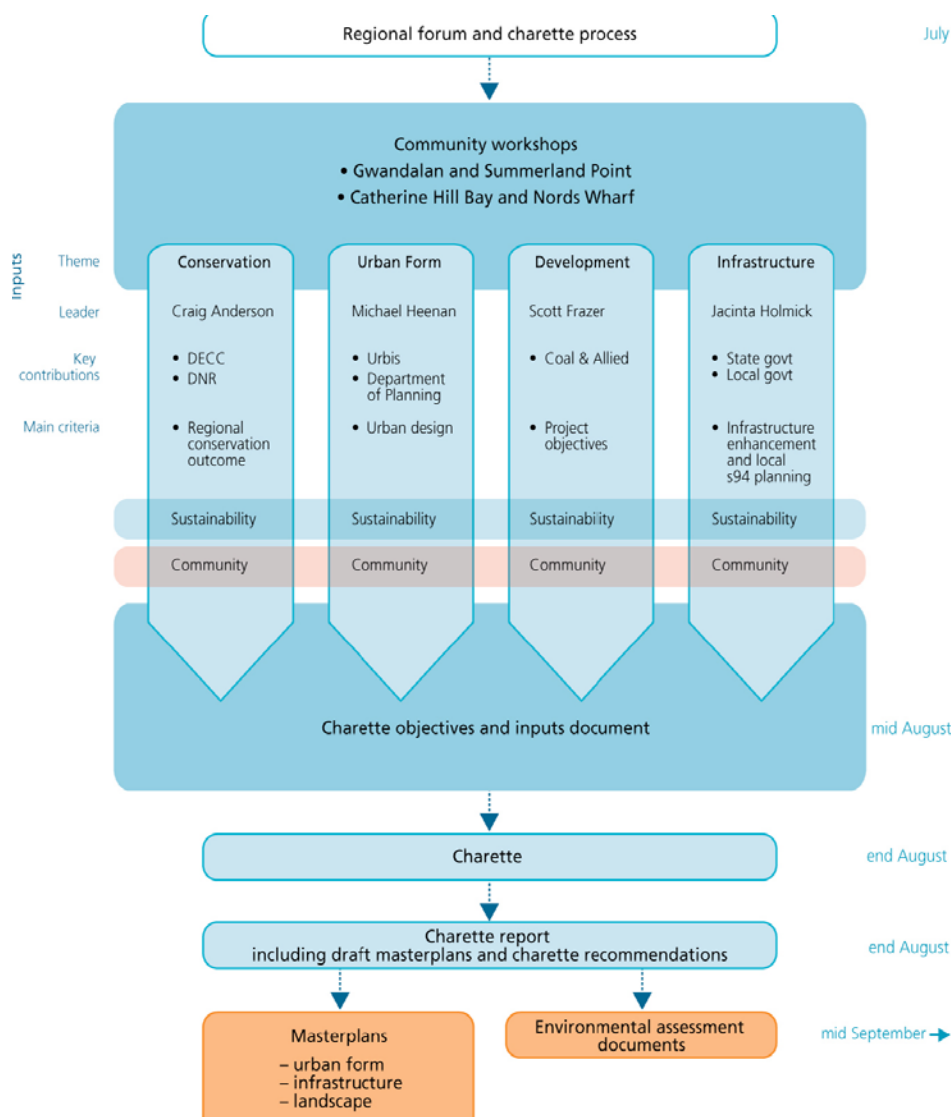 Regional forum and charette process
July
Community workshops
• Gwandalan and Summerland Point
• Catherine Hill Bay and Nords Wharf
Inputs
Theme
Conservation
Urban Form
Development
Infrastructure
Leader
Craig Anderson
Michael Heenan
Scott Frazer
Jacinta Holmick
Key
contributions
• DECC
• DNR
• Urbis
• Department
of Planning
• Coal & Allied
• State govt
• Local govt
Main criteria
• Regional
conservation
outcome
• Urban design
• Project
objectives
• Infrastructure
enhancement
and local
s94 planning
Sustainability
Sustainability
Sustainability
Sustainability
Community
Community
Community
Community
Charette objectives and inputs document
mid August
Charette
end August
Charette report
including draft masterplans and charette recommendations
end August
Masterplans
– urban form
– infrastructure
– landscape
Environmental assessment
documents
mid September